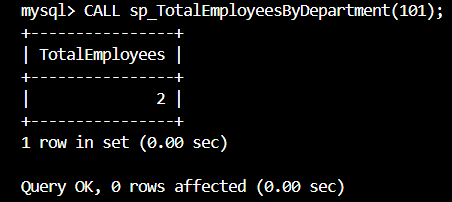 mysql> CALL sp_TotalEmployeesByDepartment(101);
+----------------+
| TotalEmployees |
+----------------+
|              2 |
+----------------+
1 row in set (0.00 sec)

Query OK, 0 rows affected (0.00 sec)